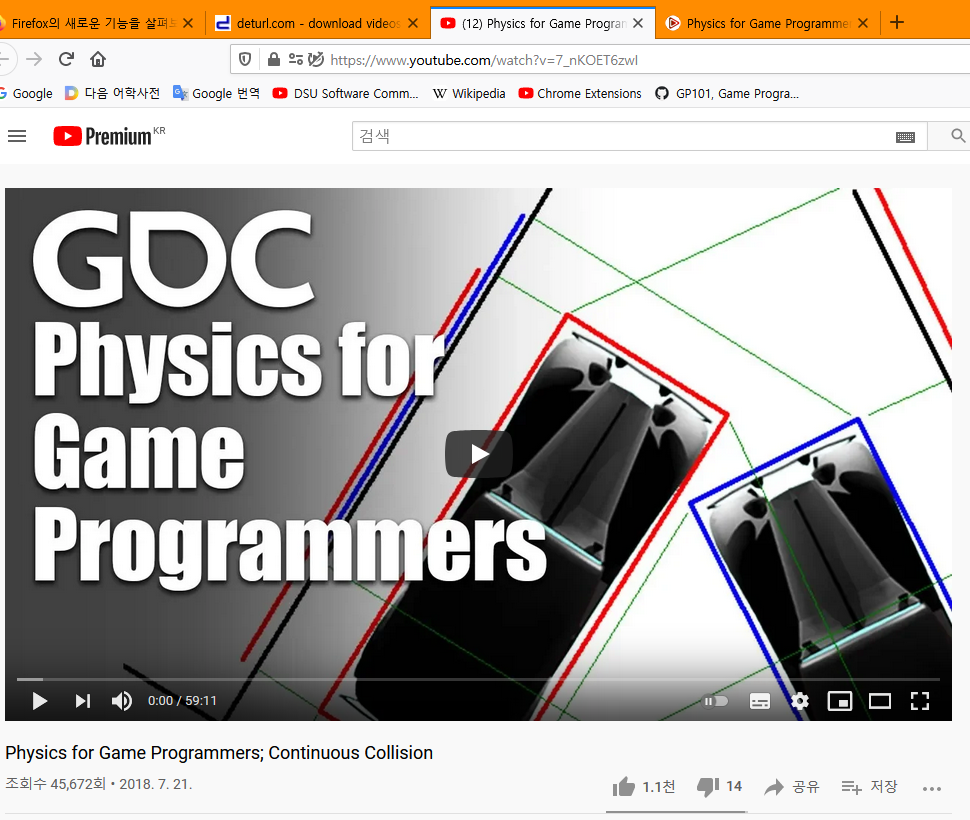 Firefox의 새로운 기능을 살펴보
deturl.com - download videos
(12) Physics for Game Program
Physics for Game Programme
https://www.youtube.com/watch?v=7_nKOET6zwI
Google
다음 어학사전
Google 번역
DSU Software Comm...
Wikipedia
Chrome Extensions
GP101, Game Progra...
Premium KR
검색
GDC
Physics for
Game
Programmers
0:00 / 59:11
Physics for Game Programmers; Continuous Collision
조회수 45,672회 • 2018. 7. 21.
1.1천
14
공유
저장